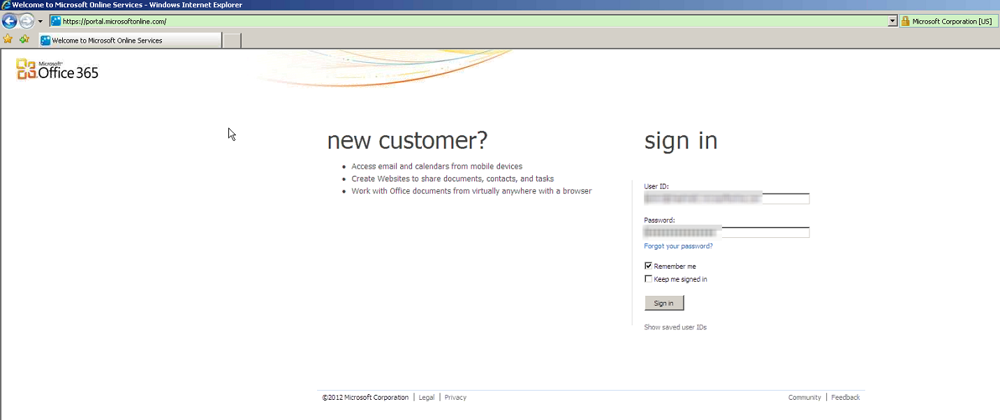 Welcome to Microsoft Online Services - Windows Internet Explorer
https://portal.microsoftonline.com/
Microsoft Corporation [US]
Welcome to Microsoft Online Services
Microsoft®
Office 365
new customer?
• Access email and calendars from mobile devices
• Create Websites to share documents, contacts, and tasks
• Work with Office documents from virtually anywhere with a browser
sign in
User ID:
Password:
Forgot your password?
Remember me
Keep me signed in
Sign in
Show saved user IDs
©2012 Microsoft Corporation | Legal | Privacy
Community | Feedback